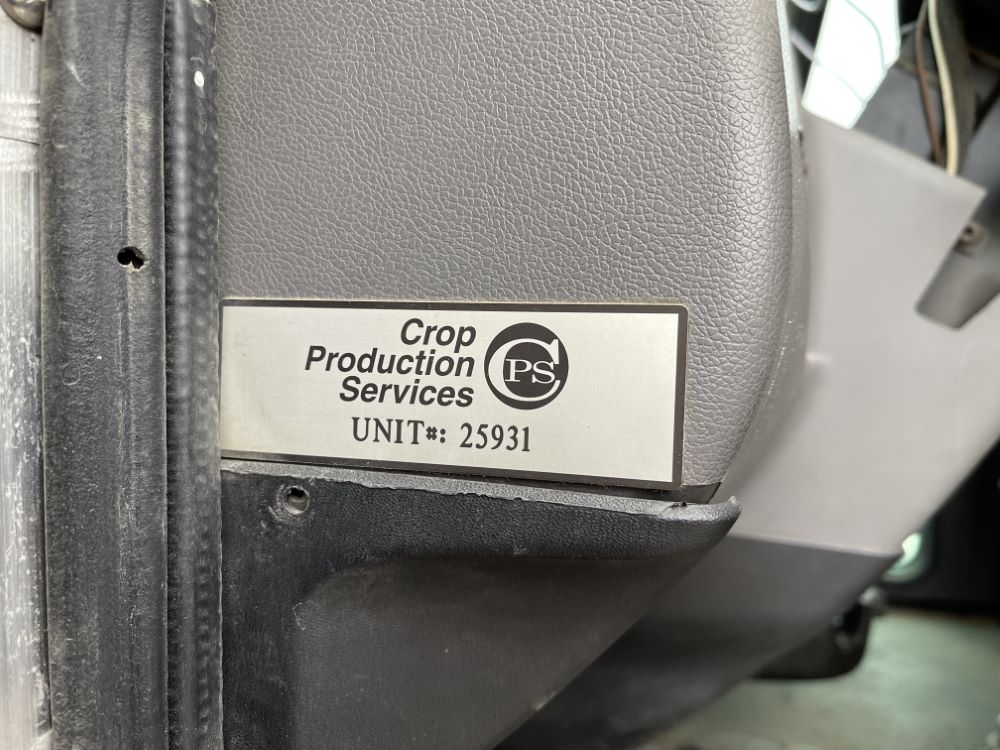 Crop
Production
Services
CPS
UNIT#: 25931